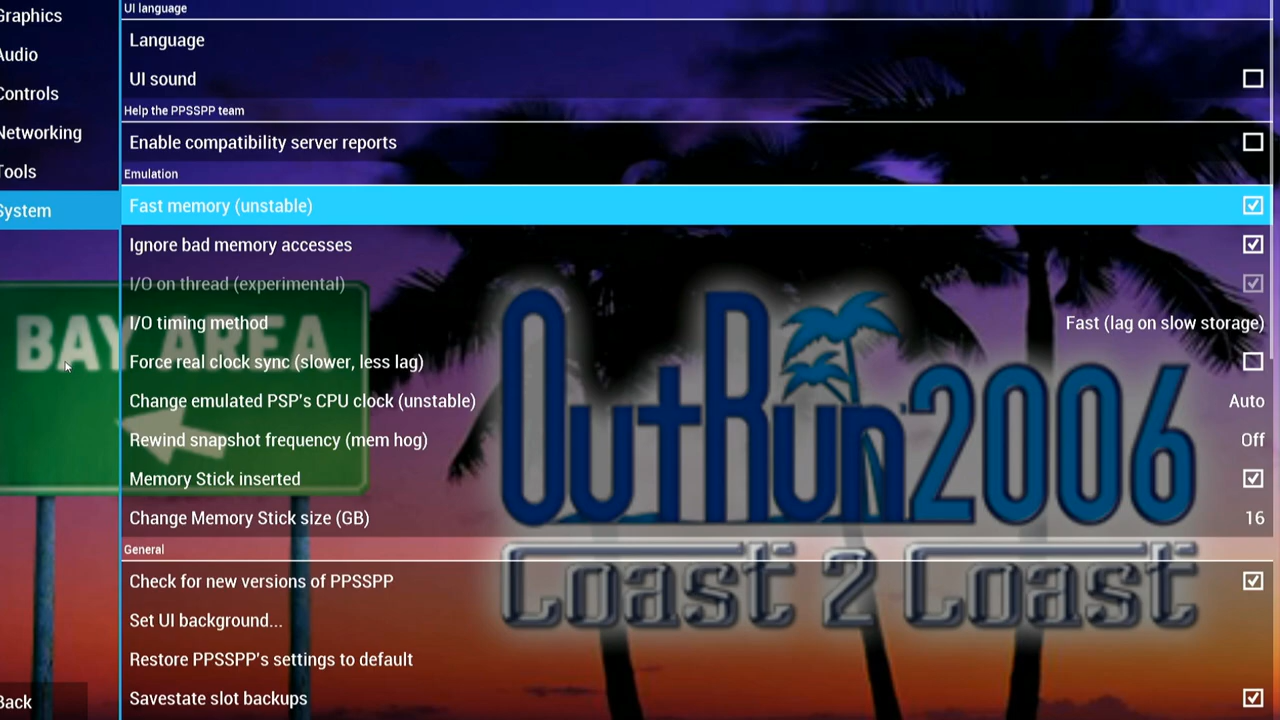 Graphics
Audio
Controls
Networking
Tools
System
Back
UI language
Language
UI sound
Help the PPSSPP team
Enable compatibility server reports
Emulation
Fast memory (unstable)
Ignore bad memory accesses
I/O on thread (experimental)
I/O timing method
Fast (lag on slow storage)
Force real clock sync (slower, less lag)
Change emulated PSP's CPU clock (unstable)
Auto
Rewind snapshot frequency (mem hog)
Off
Memory Stick inserted
Change Memory Stick size (GB)
16
General
Check for new versions of PPSSPP
Set UI background...
Restore PPSSPP's settings to default
Savestate slot backups
BAY AREA
OutRun 2006
Coast 2 Coast